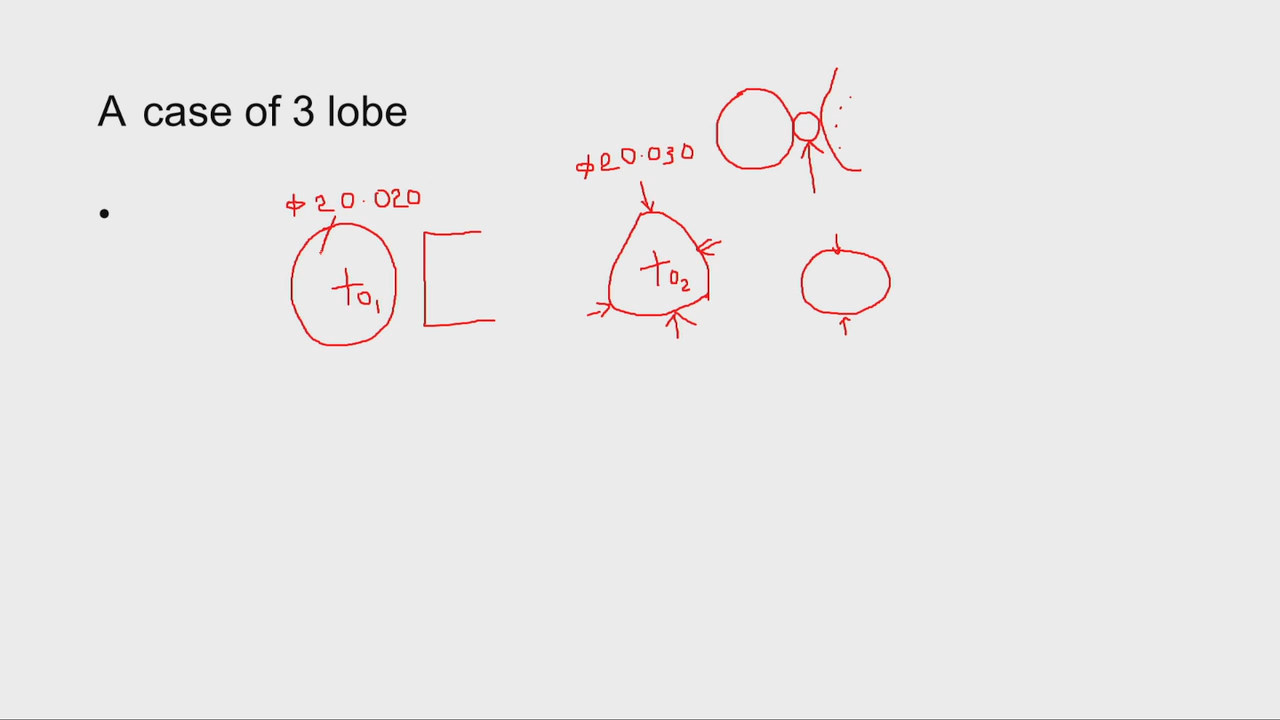 A case of 3 lobe
•
ϕ20.030
ϕ20.020
O1
O2